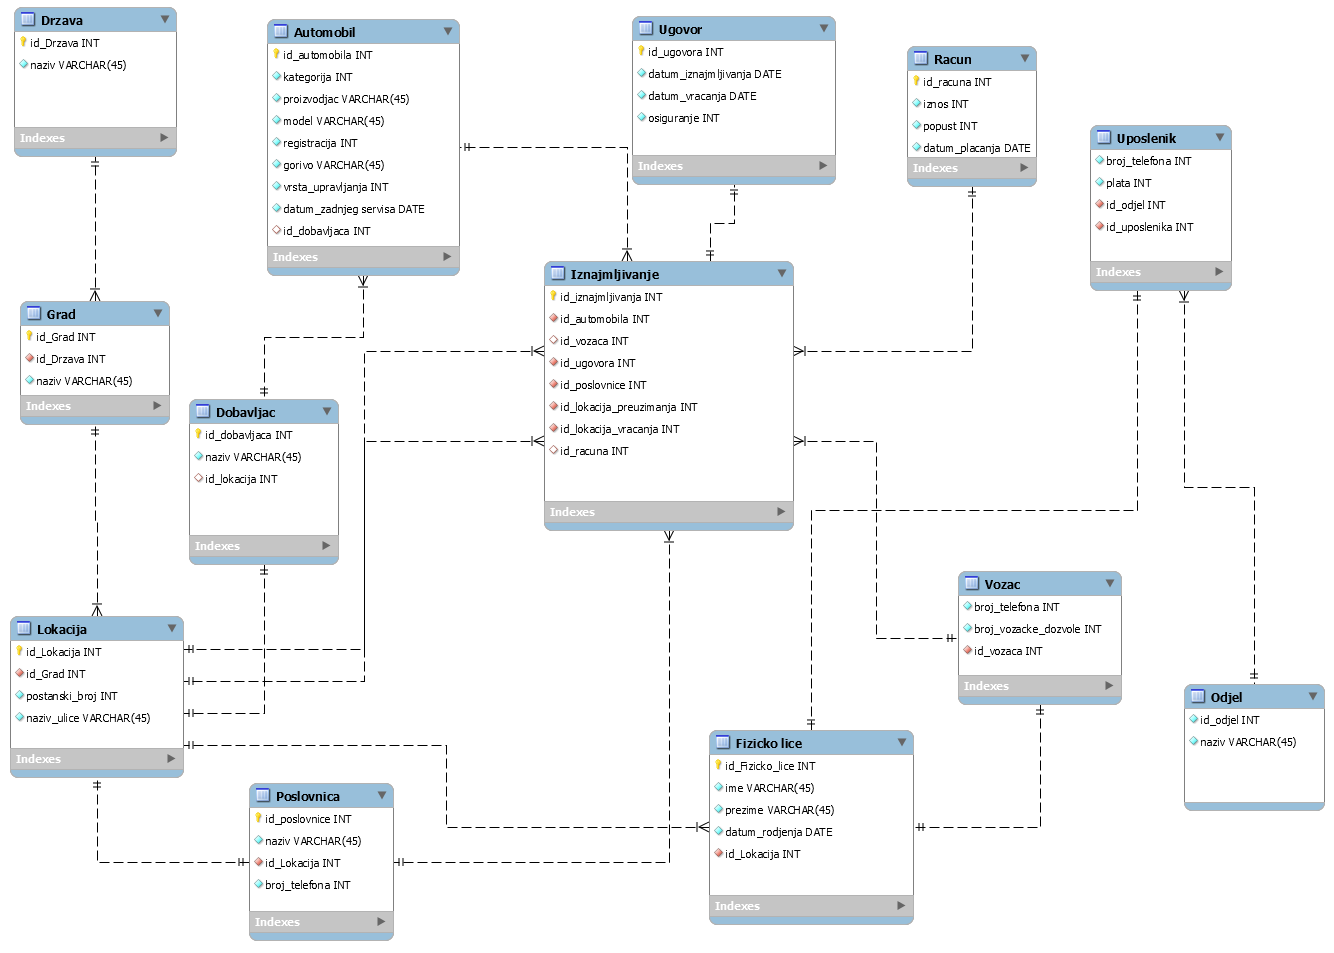 Drzava
id_Drzava INT
naziv VARCHAR(45)
Indexes
Automobil
id_automobila INT
kategorija INT
proizvodjac VARCHAR(45)
model VARCHAR(45)
registracija INT
gorivo VARCHAR(45)
vrsta_upravljanja INT
datum_zadnjeg servisa DATE
id_dobavljaca INT
Indexes
Ugovor
id_ugovora INT
datum_iznajmljivanja DATE
datum_vracanja DATE
osiguranje INT
Indexes
Racun
id_racuna INT
iznos INT
popust INT
datum_placanja DATE
Indexes
Uposlenik
broj_telefona INT
plata INT
id_odjel INT
id_uposlenika INT
Indexes
Grad
id_Grad INT
id_Drzava INT
naziv VARCHAR(45)
Indexes
Dobavljac
id_dobavljaca INT
naziv VARCHAR(45)
id_lokacija INT
Indexes
Iznajmljivanje
id_iznajmljivanja INT
id_automobila INT
id_vozaca INT
id_ugovora INT
id_poslovnice INT
id_lokacija_preuzimanja INT
id_lokacija_vracanja INT
id_racuna INT
Indexes
Lokacija
id_Lokacija INT
id_Grad INT
postanski_broj INT
naziv_ulice VARCHAR(45)
Indexes
Poslovnica
id_poslovnice INT
naziv VARCHAR(45)
id_Lokacija INT
broj_telefona INT
Indexes
Fizicko lice
id_Fizicko_lice INT
ime VARCHAR(45)
prezime VARCHAR(45)
datum_rodjenja DATE
id_Lokacija INT
Indexes
Vozac
broj_telefona INT
broj_vozacke_dozvole INT
id_vozaca INT
Indexes
Odjel
id_odjel INT
naziv VARCHAR(45)